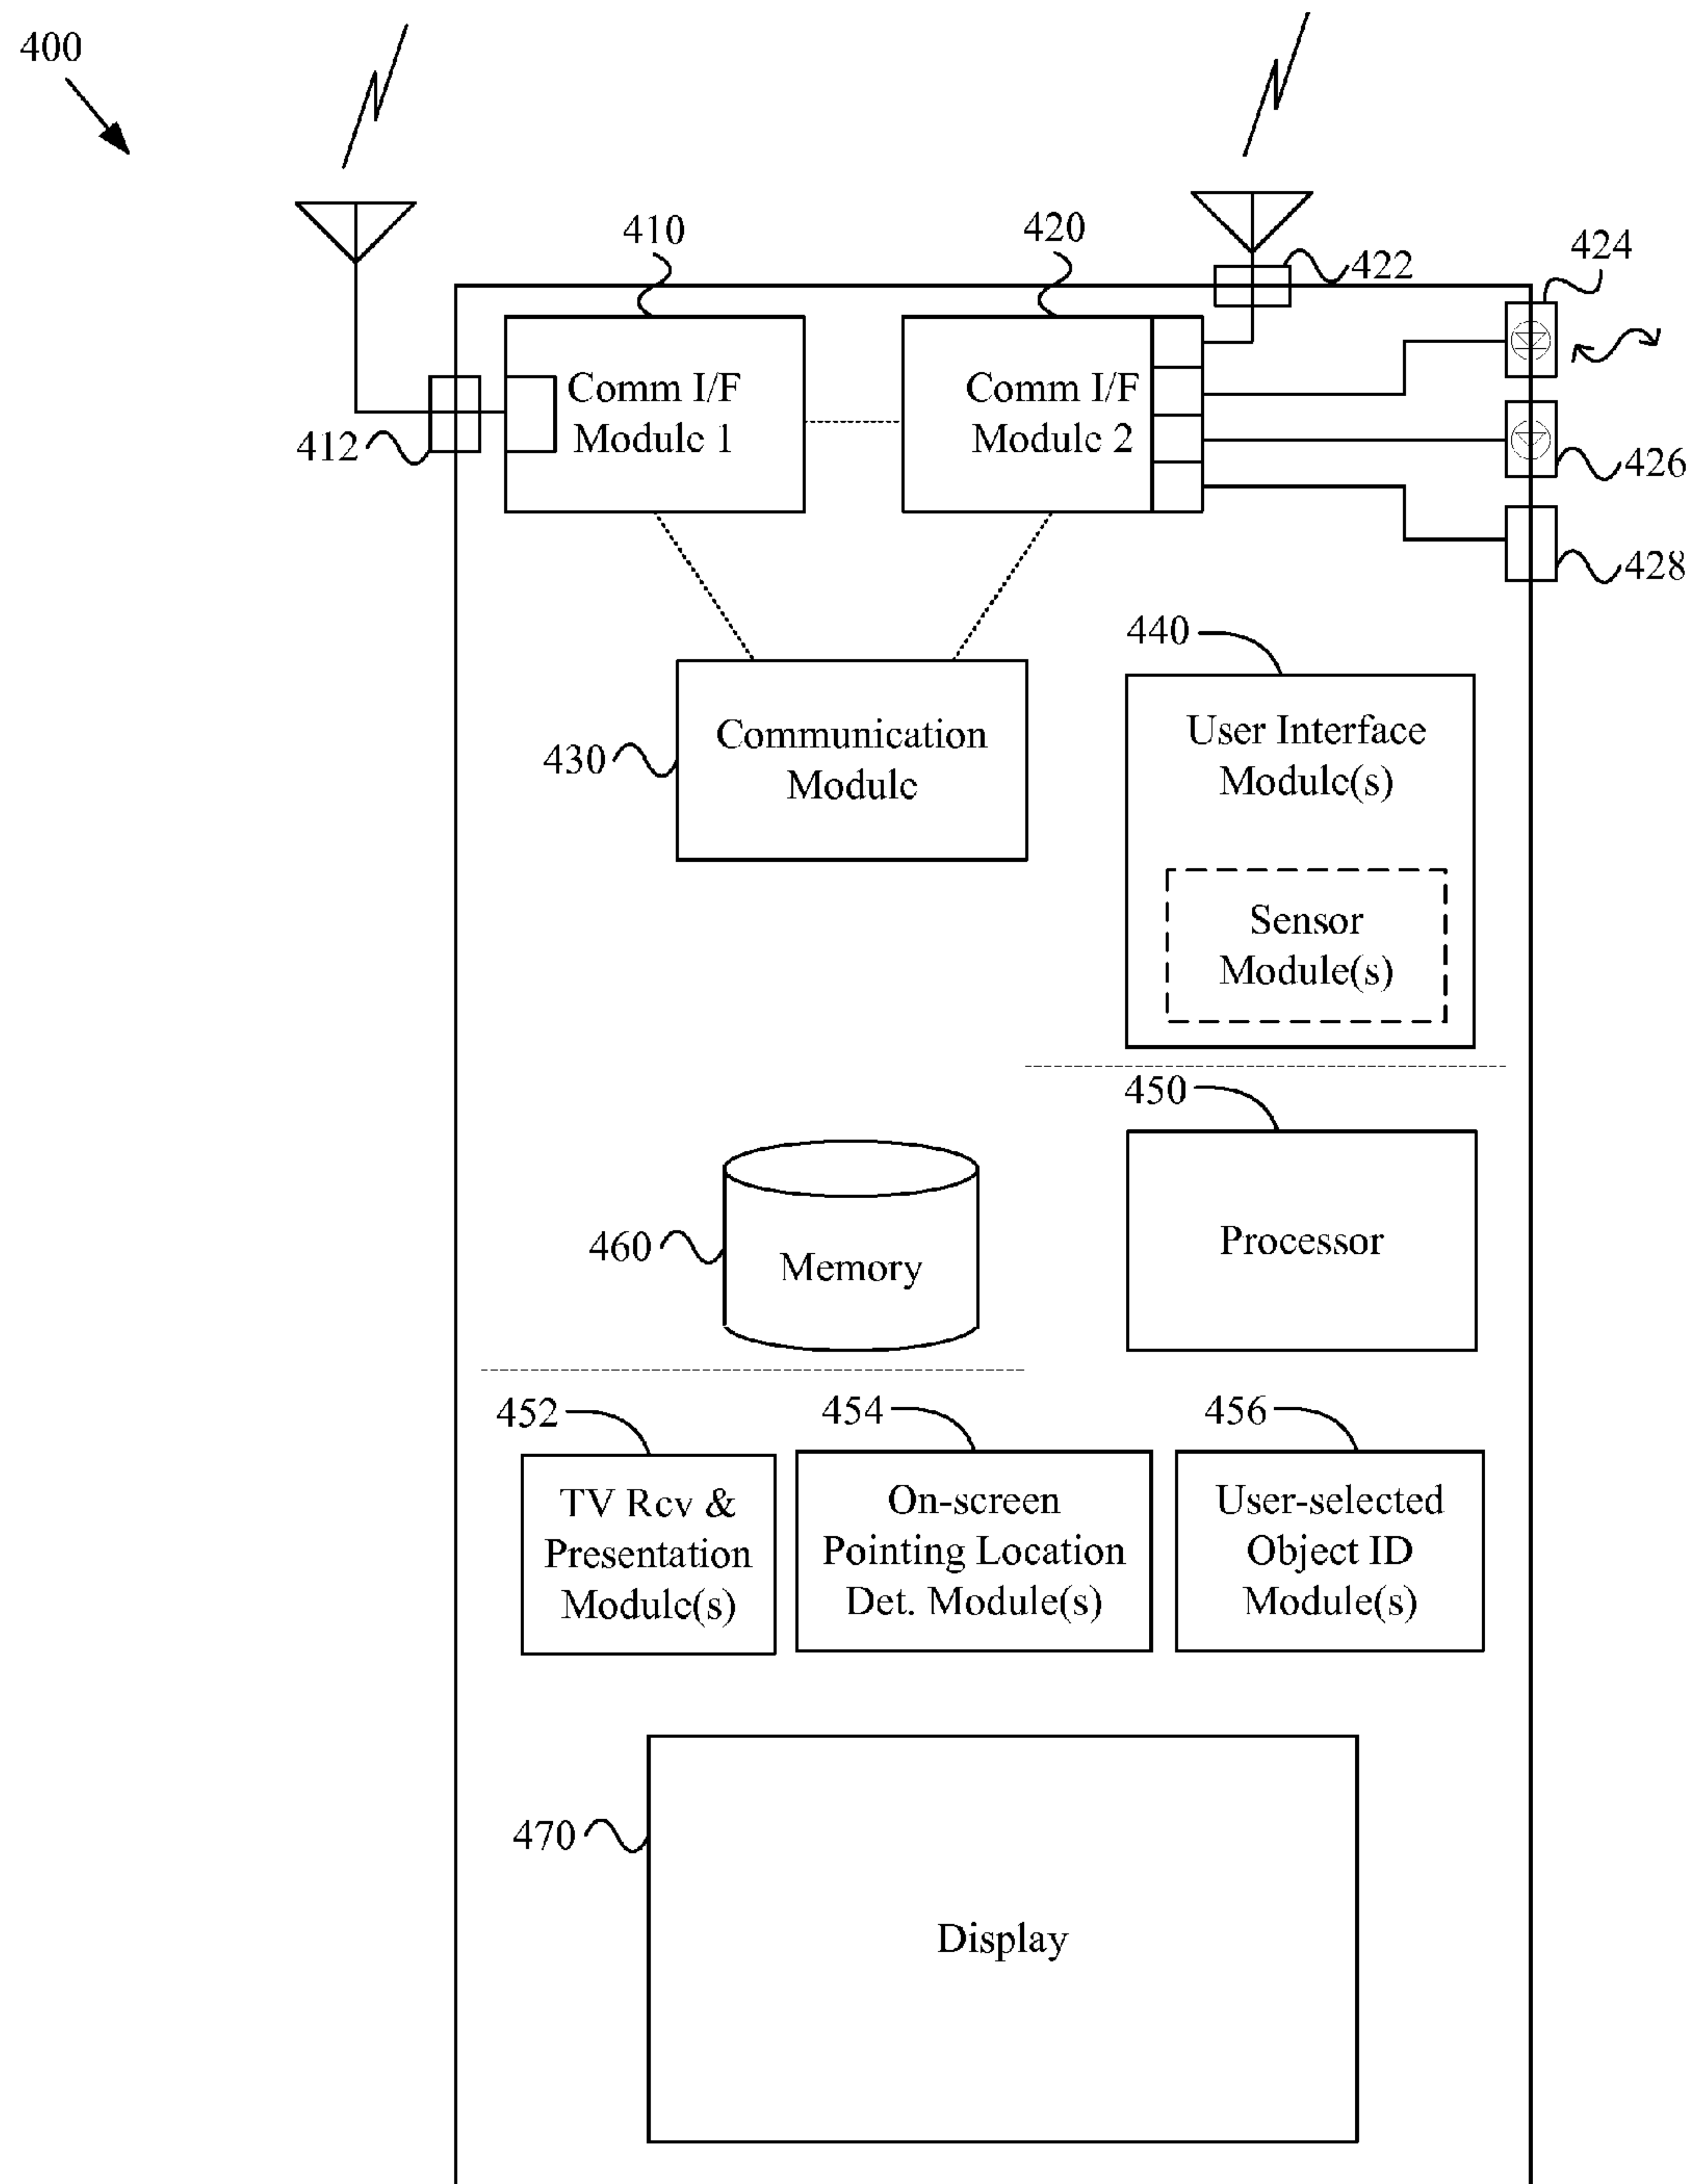 400
410
420
422
424
Comm I/F
Module 1
Comm I/F
Module 2
412
426
428
440
430
Communication
Module
User Interface
Module(s)
Sensor
Module(s)
450
460
Memory
Processor
452
454
456
TV Rcv &
Presentation
Module(s)
On-screen
Pointing Location
Det. Module(s)
User-selected
Object ID
Module(s)
470
Display